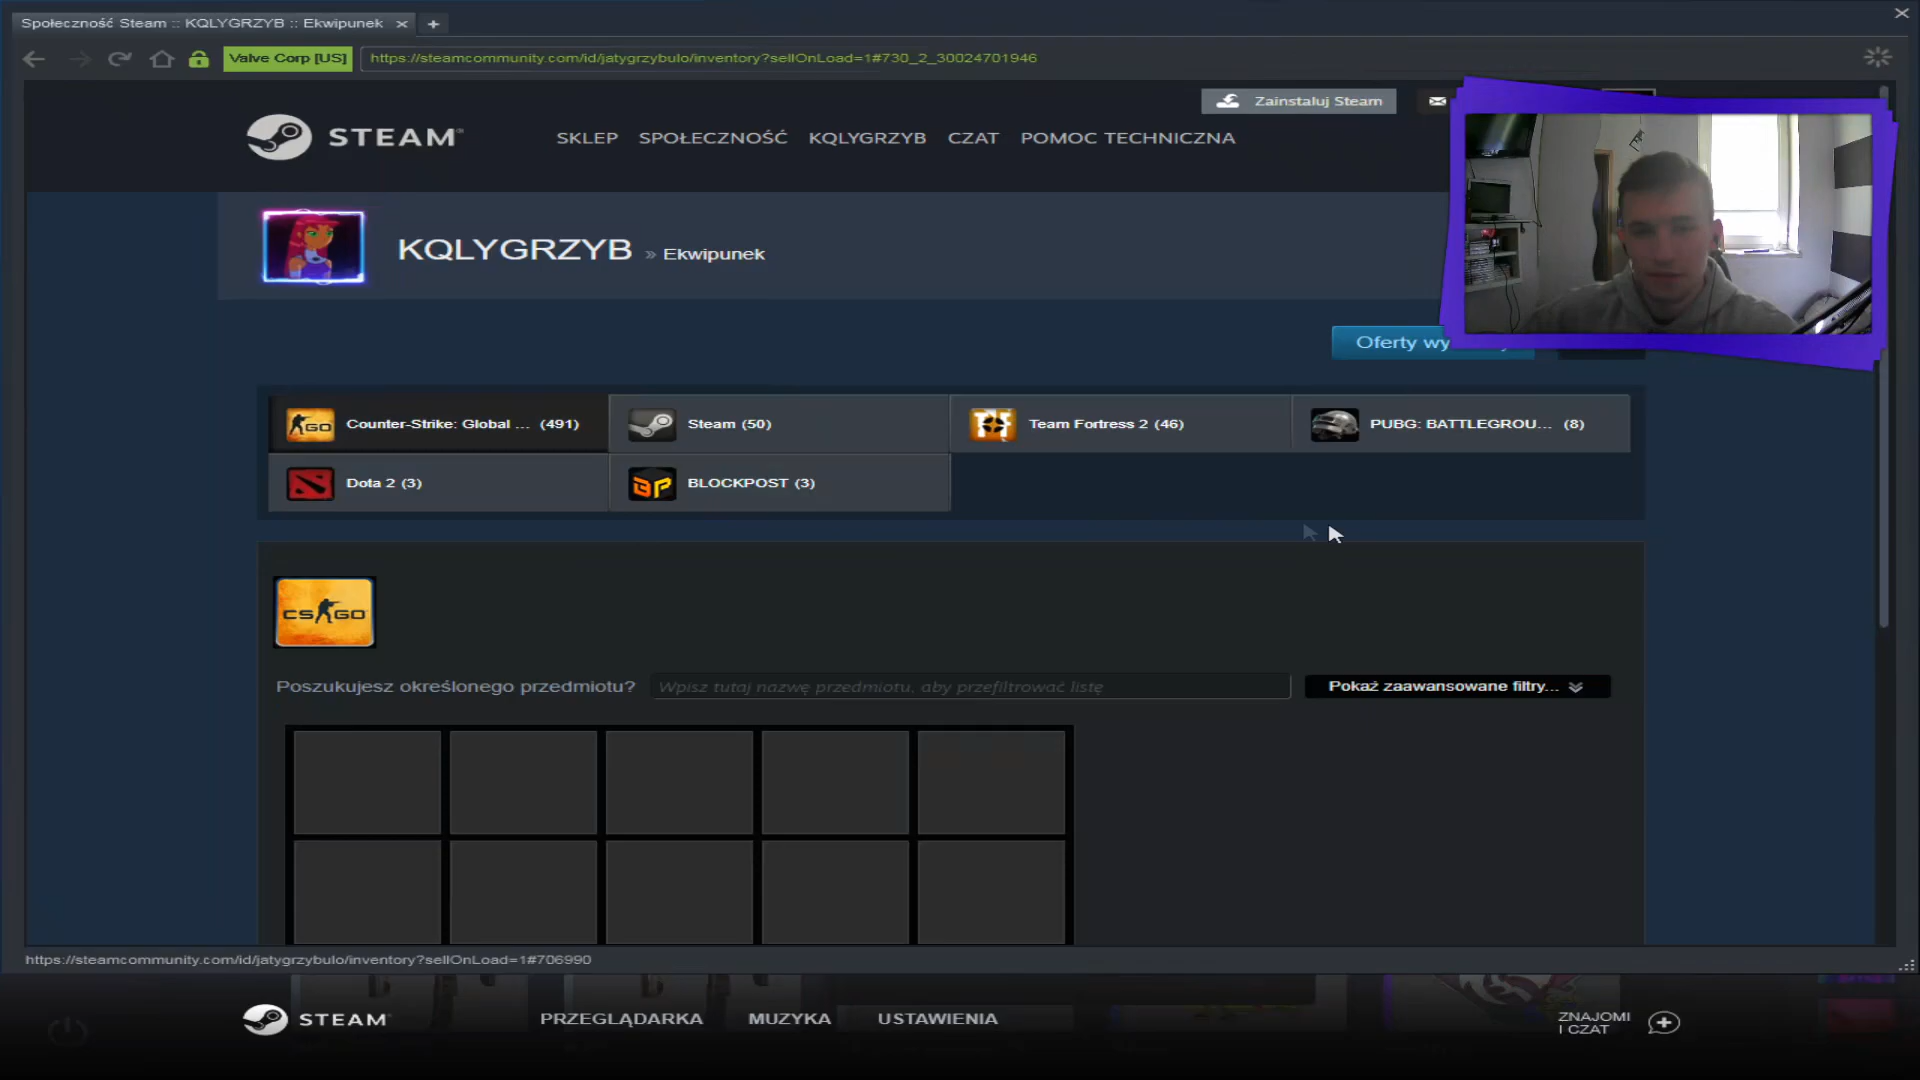 Społeczność Steam :: KQLYGRZYB :: Ekwipunek
Valve Corp [US]
https://steamcommunity.com/id/jatygrzybulo/inventory?sellOnLoad=1#730_2_30024701946
Zainstaluj Steam
STEAM
SKLEP SPOŁECZNOŚĆ KQLYGRZYB CZAT POMOC TECHNICZNA
KQLYGRZYB » Ekwipunek
Oferty wy
GO Counter-Strike: Global ... (491)
Steam (50)
Team Fortress 2 (46)
PUBG: BATTLEGROU... (8)
Dota 2 (3)
BP BLOCKPOST (3)
CS GO
Poszukujesz określonego przedmiotu? Wpisz tutaj nazwę przedmiotu, aby przefiltrować listę Pokaż zaawansowane filtry...
https://steamcommunity.com/id/jatygrzybulo/inventory?sellOnLoad=1#706990
STEAM PRZEGLĄDARKA MUZYKA USTAWIENIA
ZNAJOMI
I CZAT